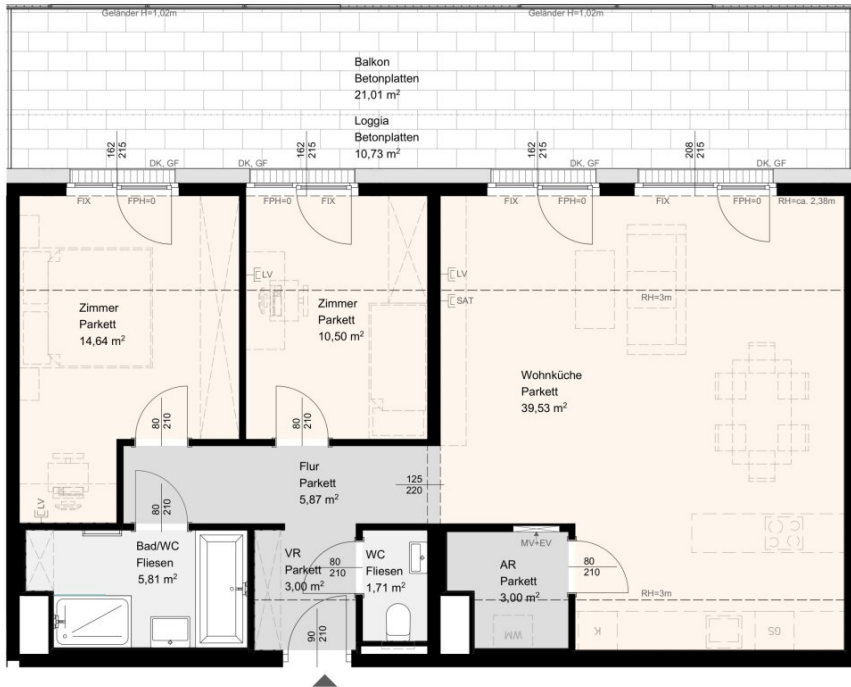 Geländer H=1,02m
Geländer H=1,02m
Balkon
Betonplatten
21,01 m²
Loggia
Betonplatten
10,73 m²
162
215
DK, GF
DK, GF
162
215
162
215
DK, GF
208
215
DK, GF
FIX
FPH=0
FPH=0
FIX
FIX
FPH=0
FIX
FPH=0
RH=ca. 2,38m
LV
LV
SAT
RH=3m
Zimmer
Parkett
14,64 m²
Zimmer
Parkett
10,50 m²
Wohnküche
Parkett
39,53 m²
80
210
80
210
Flur
Parkett
5,87 m²
125
220
LV
80
210
Bad/WC
Fliesen
5,81 m²
VR
Parkett
3,00 m²
80
210
WC
Fliesen
1,71 m²
MV+EV
AR
Parkett
3,00 m²
80
210
RH=3m
90
210
WM
K
GS